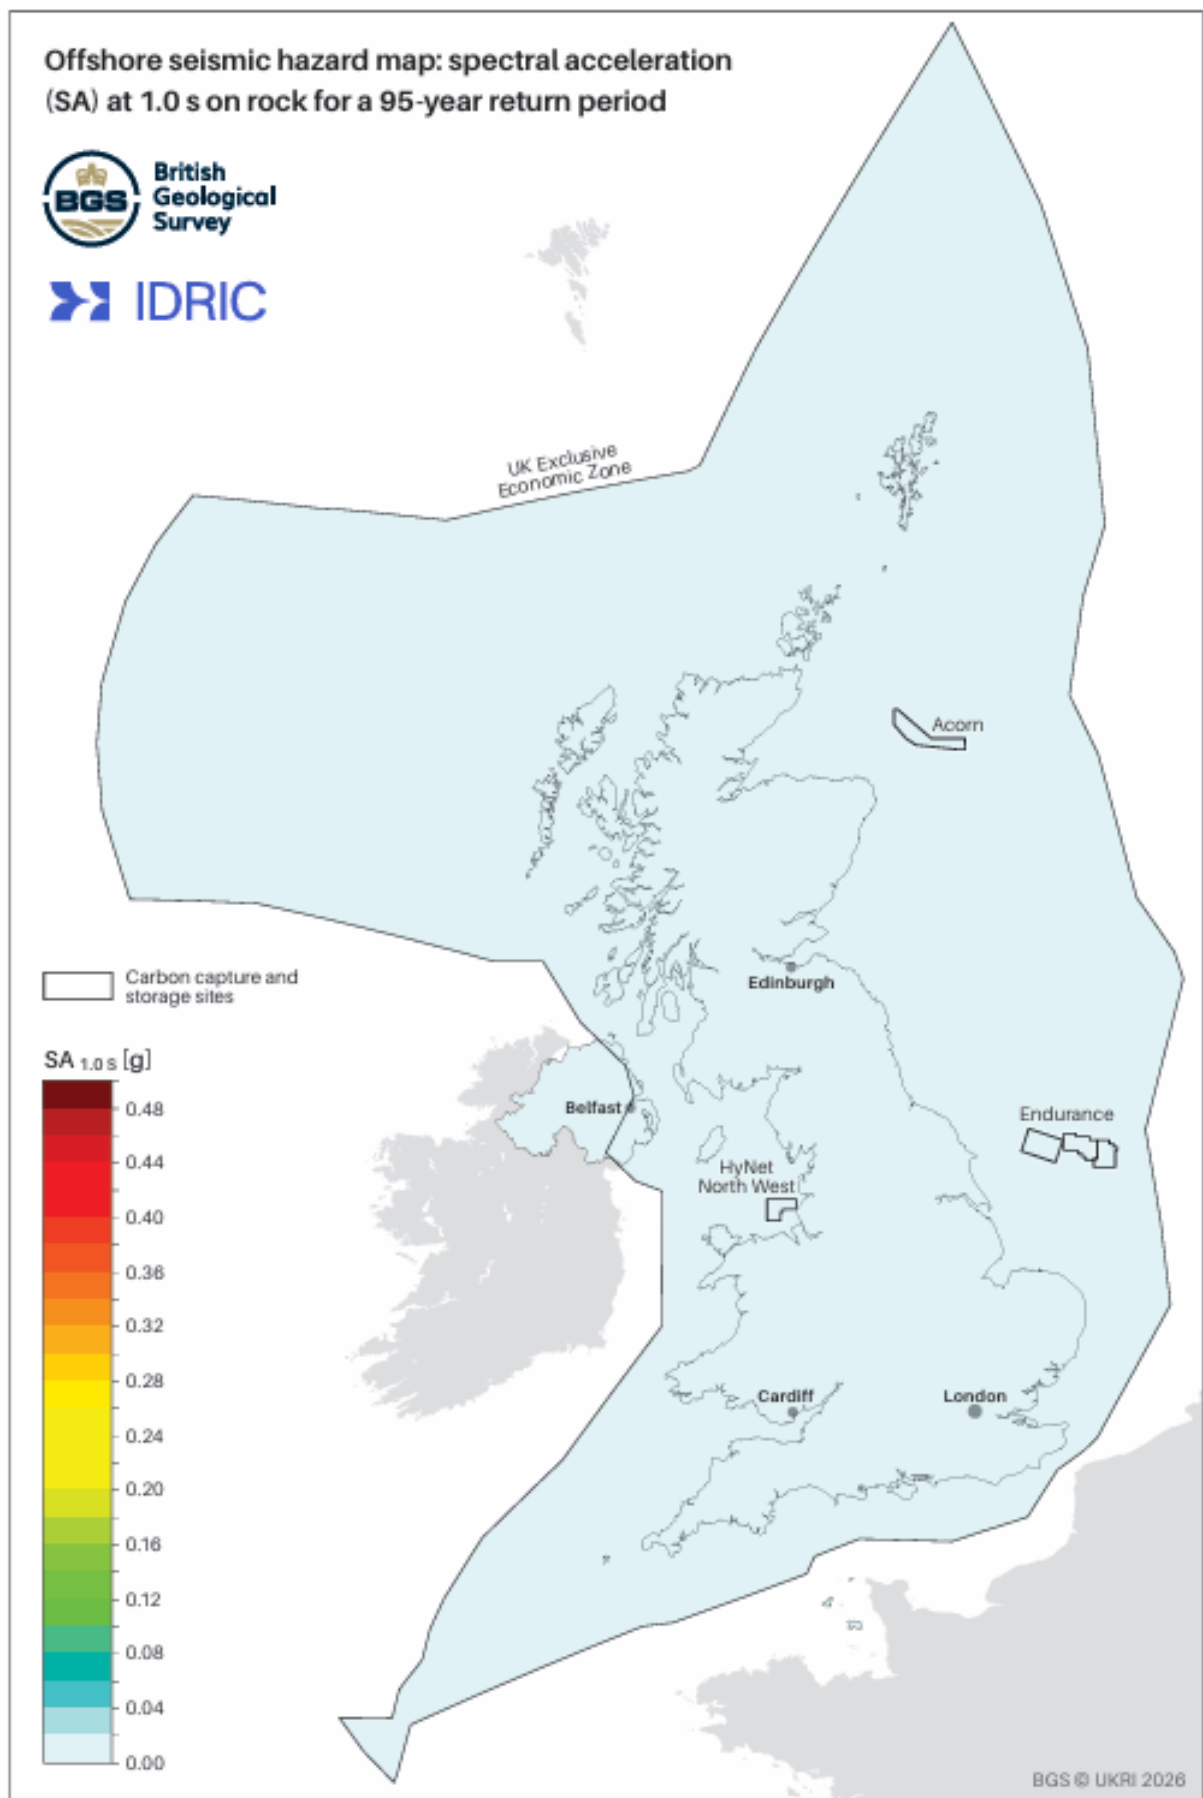 Offshore seismic hazard map: spectral acceleration
(SA) at 1.0 s on rock for a 95-year return period
BGS
British
Geological
Survey
IDRIC
UK Exclusive
Economic Zone
Acorn
Carbon capture and
storage sites
Edinburgh
SA 1.0 S [g]
Belfast
Endurance
HyNet
North West
0.48
0.44
0.40
0.36
0.32
0.28
0.24
0.20
0.16
0.12
0.08
0.04
0.00
Cardiff
London
BGS © UKRI 2026